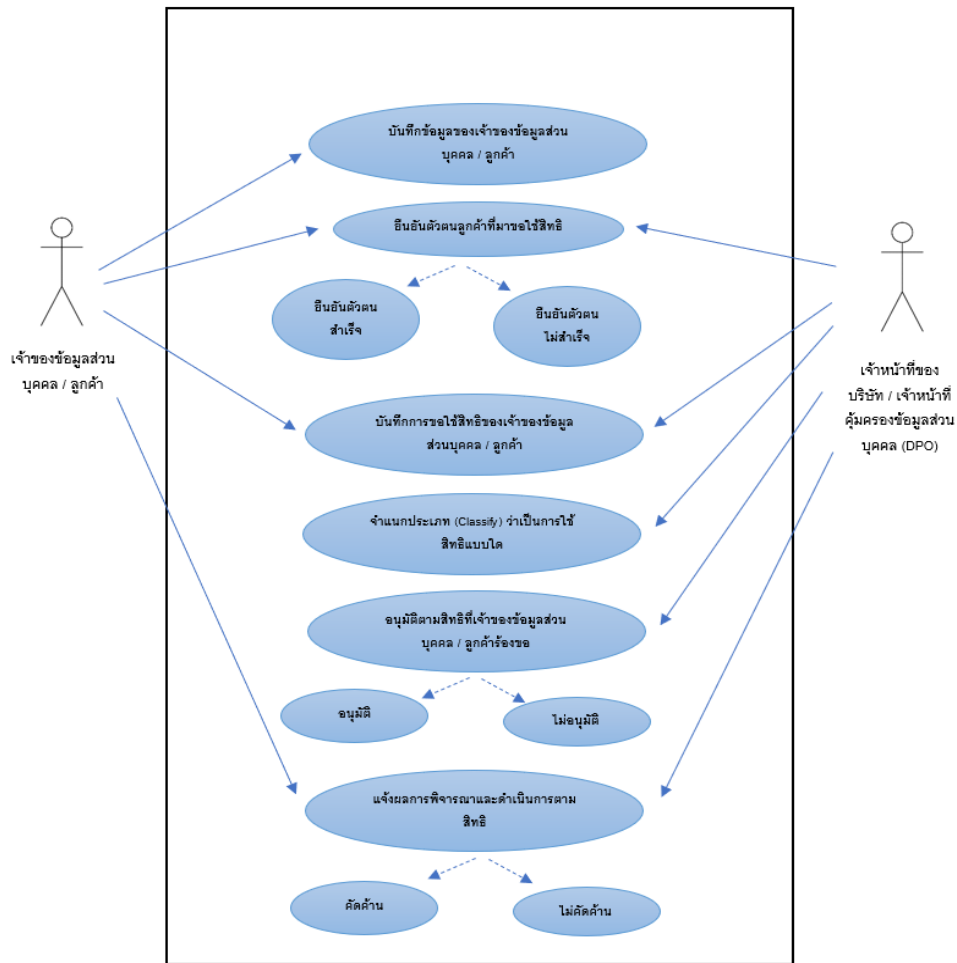 บันทึกข้อมูลของเจ้าของข้อมูลส่วน
บุคคล / ลูกค้า
ยืนยันตัวตนลูกค้าที่มาขอใช้สิทธิ
ยืนยันตัวตน
สำเร็จ
ยืนยันตัวตน
ไม่สำเร็จ
เจ้าของข้อมูลส่วน
บุคคล / ลูกค้า
เจ้าหน้าที่ของ
บริษัท / เจ้าหน้าที่
คุ้มครองข้อมูลส่วน
บุคคล (DPO)
บันทึกการขอใช้สิทธิของเจ้าของข้อมูล
ส่วนบุคคล / ลูกค้า
จำแนกประเภท (Classify) ว่าเป็นการใช้
สิทธิแบบใด
อนุมัติตามสิทธิที่เจ้าของข้อมูลส่วน
บุคคล / ลูกค้าร้องขอ
อนุมัติ
ไม่อนุมัติ
แจ้งผลการพิจารณาและดำเนินการตาม
สิทธิ
คัดค้าน
ไม่คัดค้าน